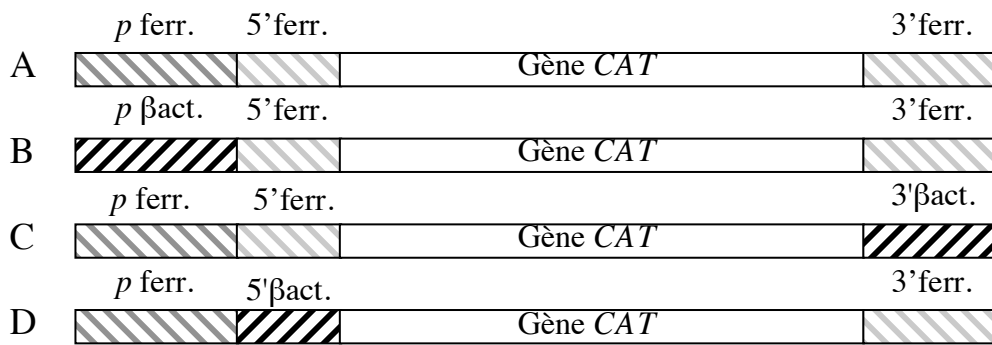 p ferr. 5’ferr. 3’ferr.
A Gène CAT
p βact. 5’ferr. 3’ferr.
B Gène CAT
p ferr. 5’ferr. 3'βact.
C Gène CAT
p ferr. 5'βact. 3’ferr.
D Gène CAT